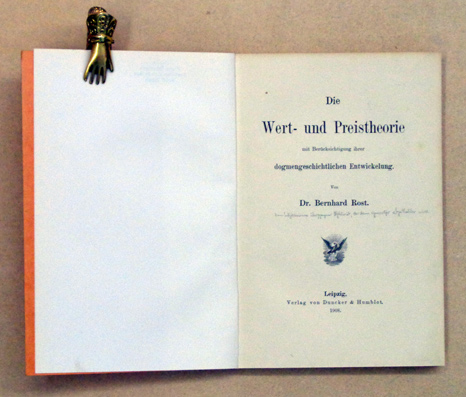 Die
Wert- und Preistheorie
mit Berücksichtigung ihrer
dogmengeschichtlichen Entwickelung.
Von
Dr. Bernhard Rost.
Leipzig,
Verlag von Duncker & Humblot.
1908.